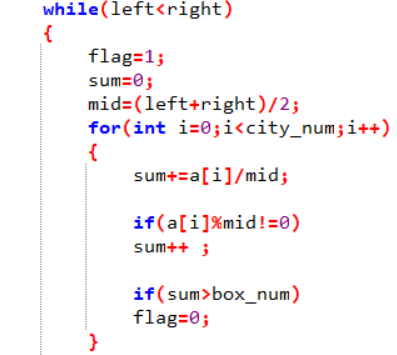 while(left<right)
{
flag=1;
sum=0;
mid=(left+right)/2;
for(int i=0;i<city_num;i++)
{
sum+=a[i]/mid;
if(a[i]%mid!=0)
sum++ ;
if(sum>box_num)
flag=0;
}